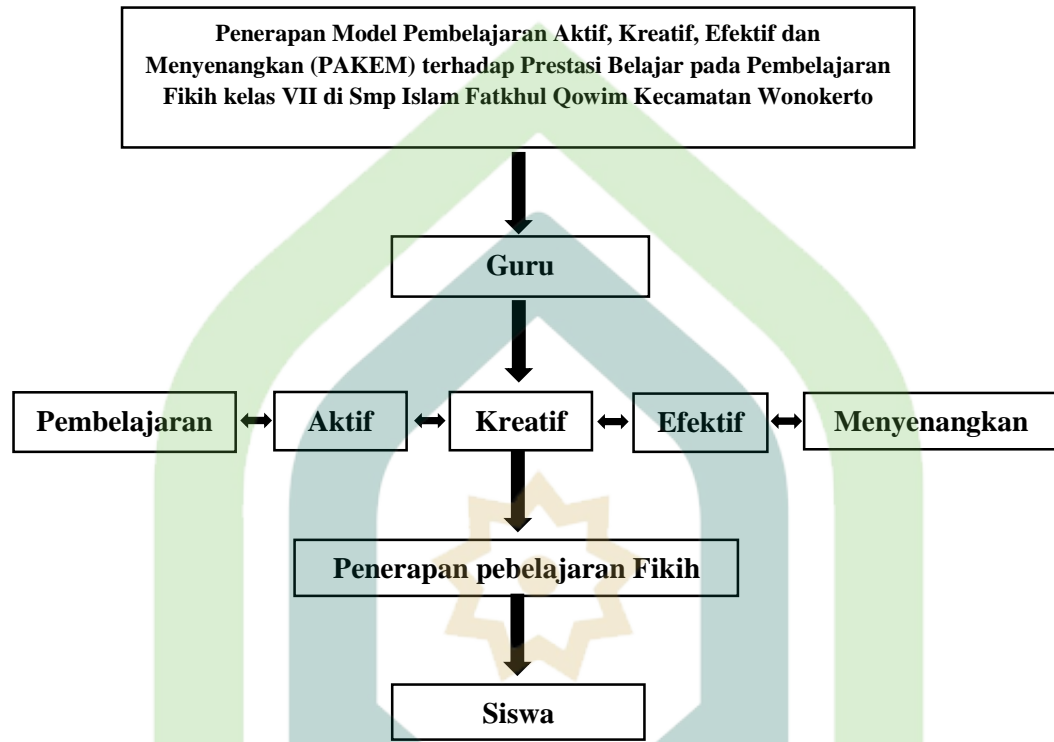 Penerapan Model Pembelajaran Aktif, Kreatif, Efektif dan
Menyenangkan (PAKEM) terhadap Prestasi Belajar pada Pembelajaran
Fikih kelas VII di Smp Islam Fatkhul Qowim Kecamatan Wonokerto
Guru
Pembelajaran
Aktif
Kreatif
Efektif
Menyenangkan
Penerapan pebelajaran Fikih
Siswa